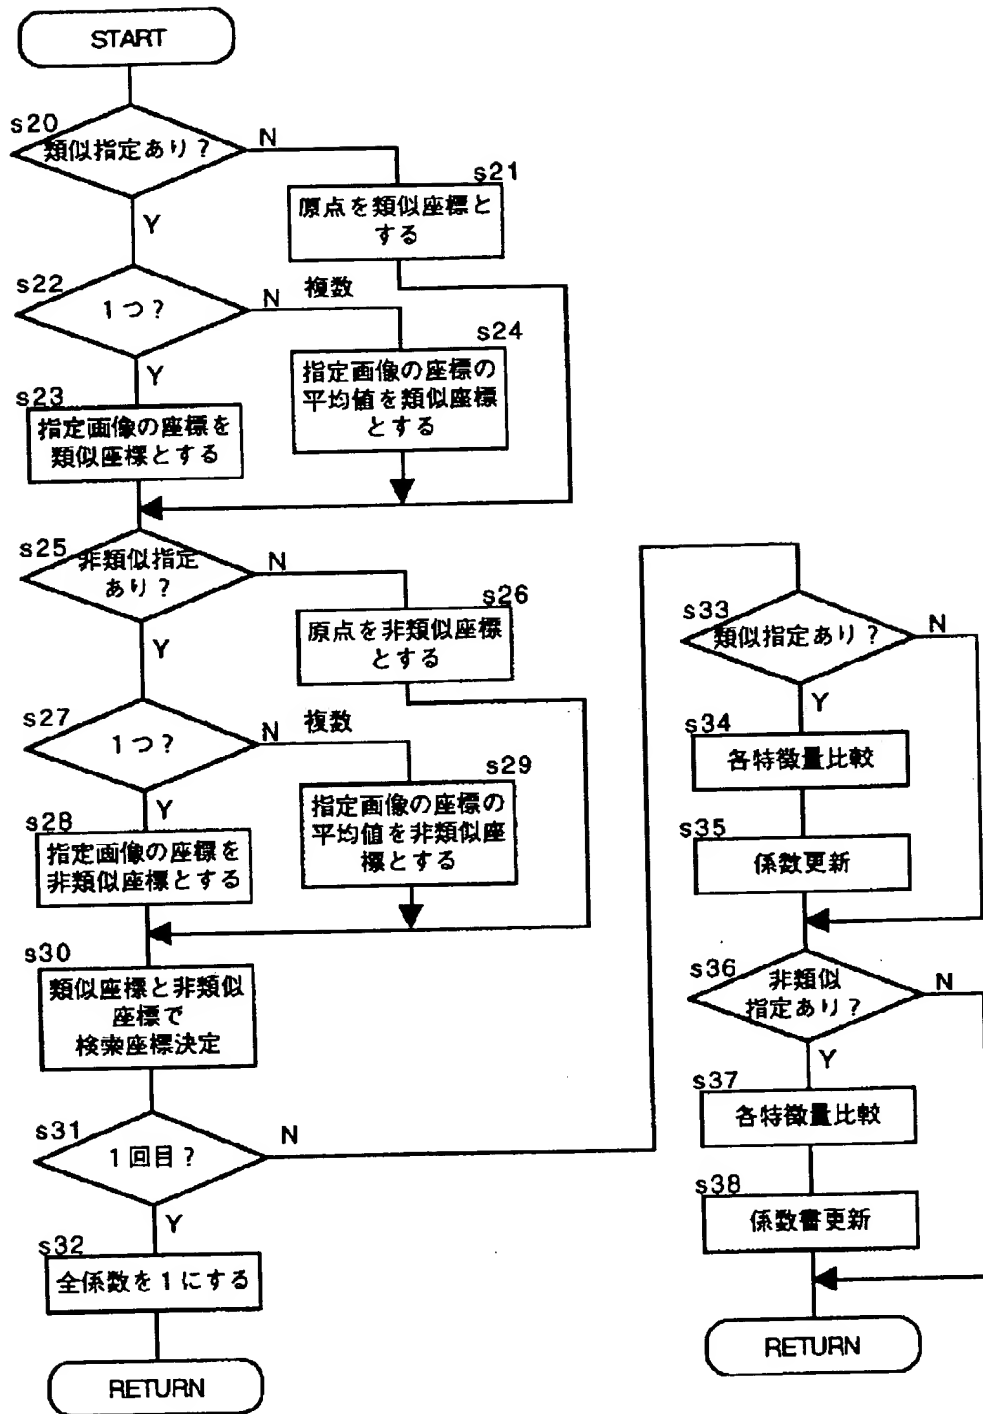 START
s20
類似指定あり?
N
Y
s21
原点を類似座標と
する
s22
1つ?
N
複数
Y
s24
指定画像の座標の
平均値を類似座標
とする
s23
指定画像の座標を
類似座標とする
s25
非類似指定
あり?
N
Y
s26
原点を非類似座標
とする
s27
1つ?
N
複数
Y
s29
指定画像の座標の
平均値を非類似座
標とする
s28
指定画像の座標を
非類似座標とする
s30
類似座標と非類似
座標で
検索座標決定
s31
1回目?
N
Y
s32
全係数を1にする
RETURN
s33
類似指定あり?
N
Y
s34
各特徴量比較
s35
係数更新
s36
非類似
指定あり?
N
Y
s37
各特徴量比較
s38
係数書更新
RETURN